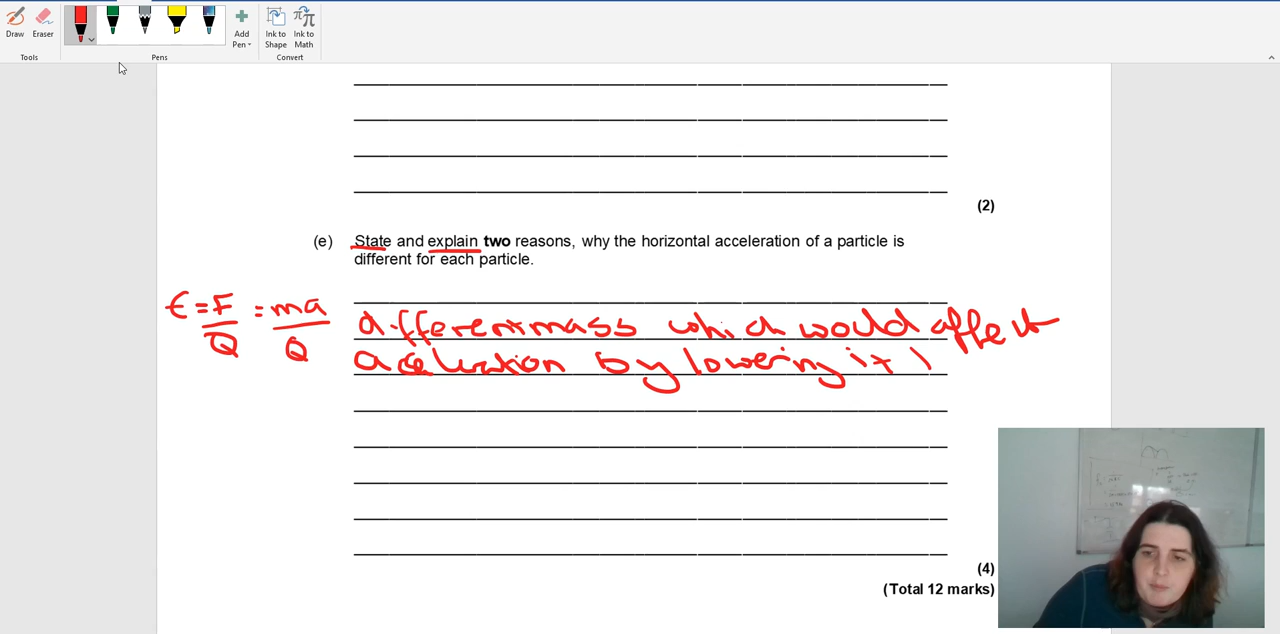 Draw
Eraser
Add
Pen
Ink to
Shape
Ink to
Math
Tools
Pens
Convert
(2)
(e) State and explain two reasons, why the horizontal acceleration of a particle is
different for each particle.
E = F/Q = ma/Q
different mass which would affect
aceleration by lowering it
(4)
(Total 12 marks)